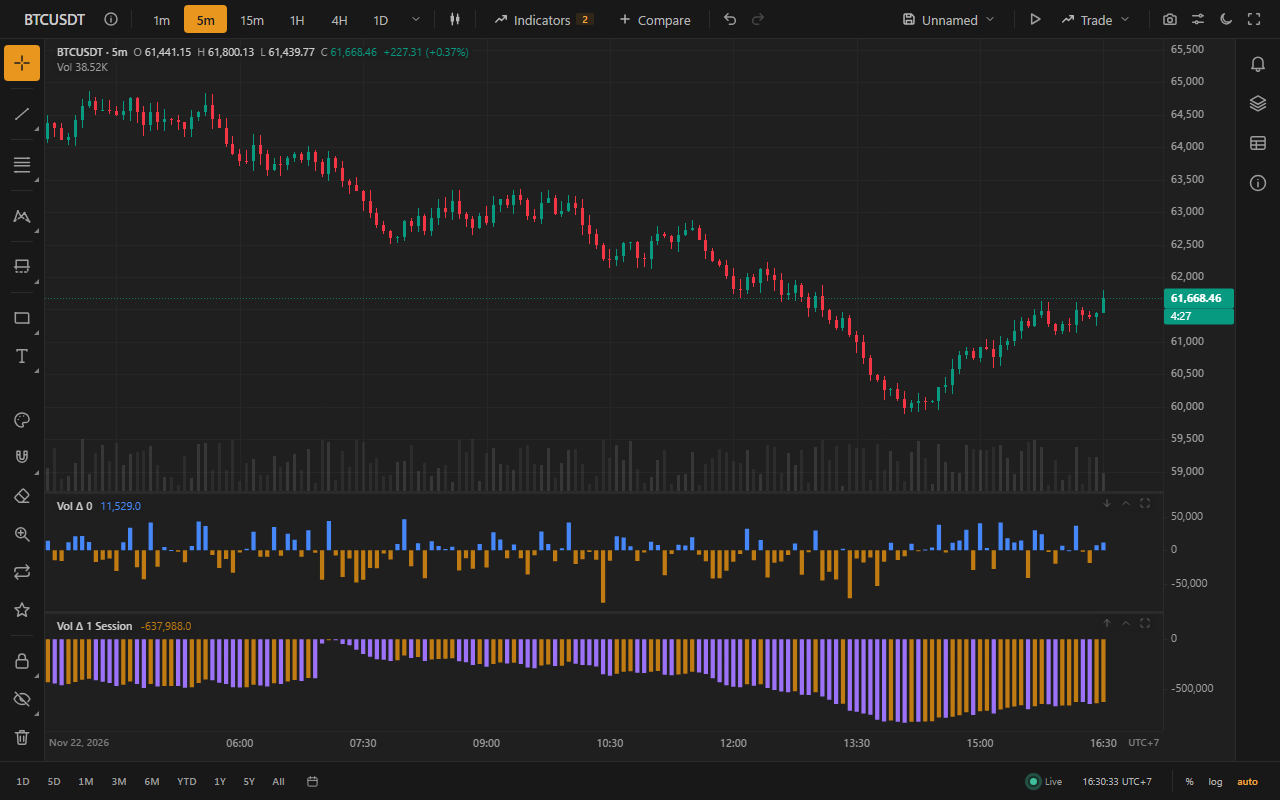 BTCUSDT 1m 5m 15m 1H 4H 1D Indicators 2 Compare Unnamed Trade
BTCUSDT · 5m O 61,441.15 H 61,800.13 L 61,439.77 C 61,668.46 +227.31 (+0.37%)
Vol 38.52K
65,500
65,000
64,500
64,000
63,500
63,000
62,500
62,000
61,668.46
4:27
61,000
60,500
60,000
59,500
59,000
Vol Δ 0 11,529.0
50,000
0
-50,000
Vol Δ 1 Session -637,988.0
0
-500,000
Nov 22, 2026 06:00 07:30 09:00 10:30 12:00 13:30 15:00 16:30 UTC+7
1D 5D 1M 3M 6M YTD 1Y 5Y All Live 16:30:33 UTC+7 % log auto